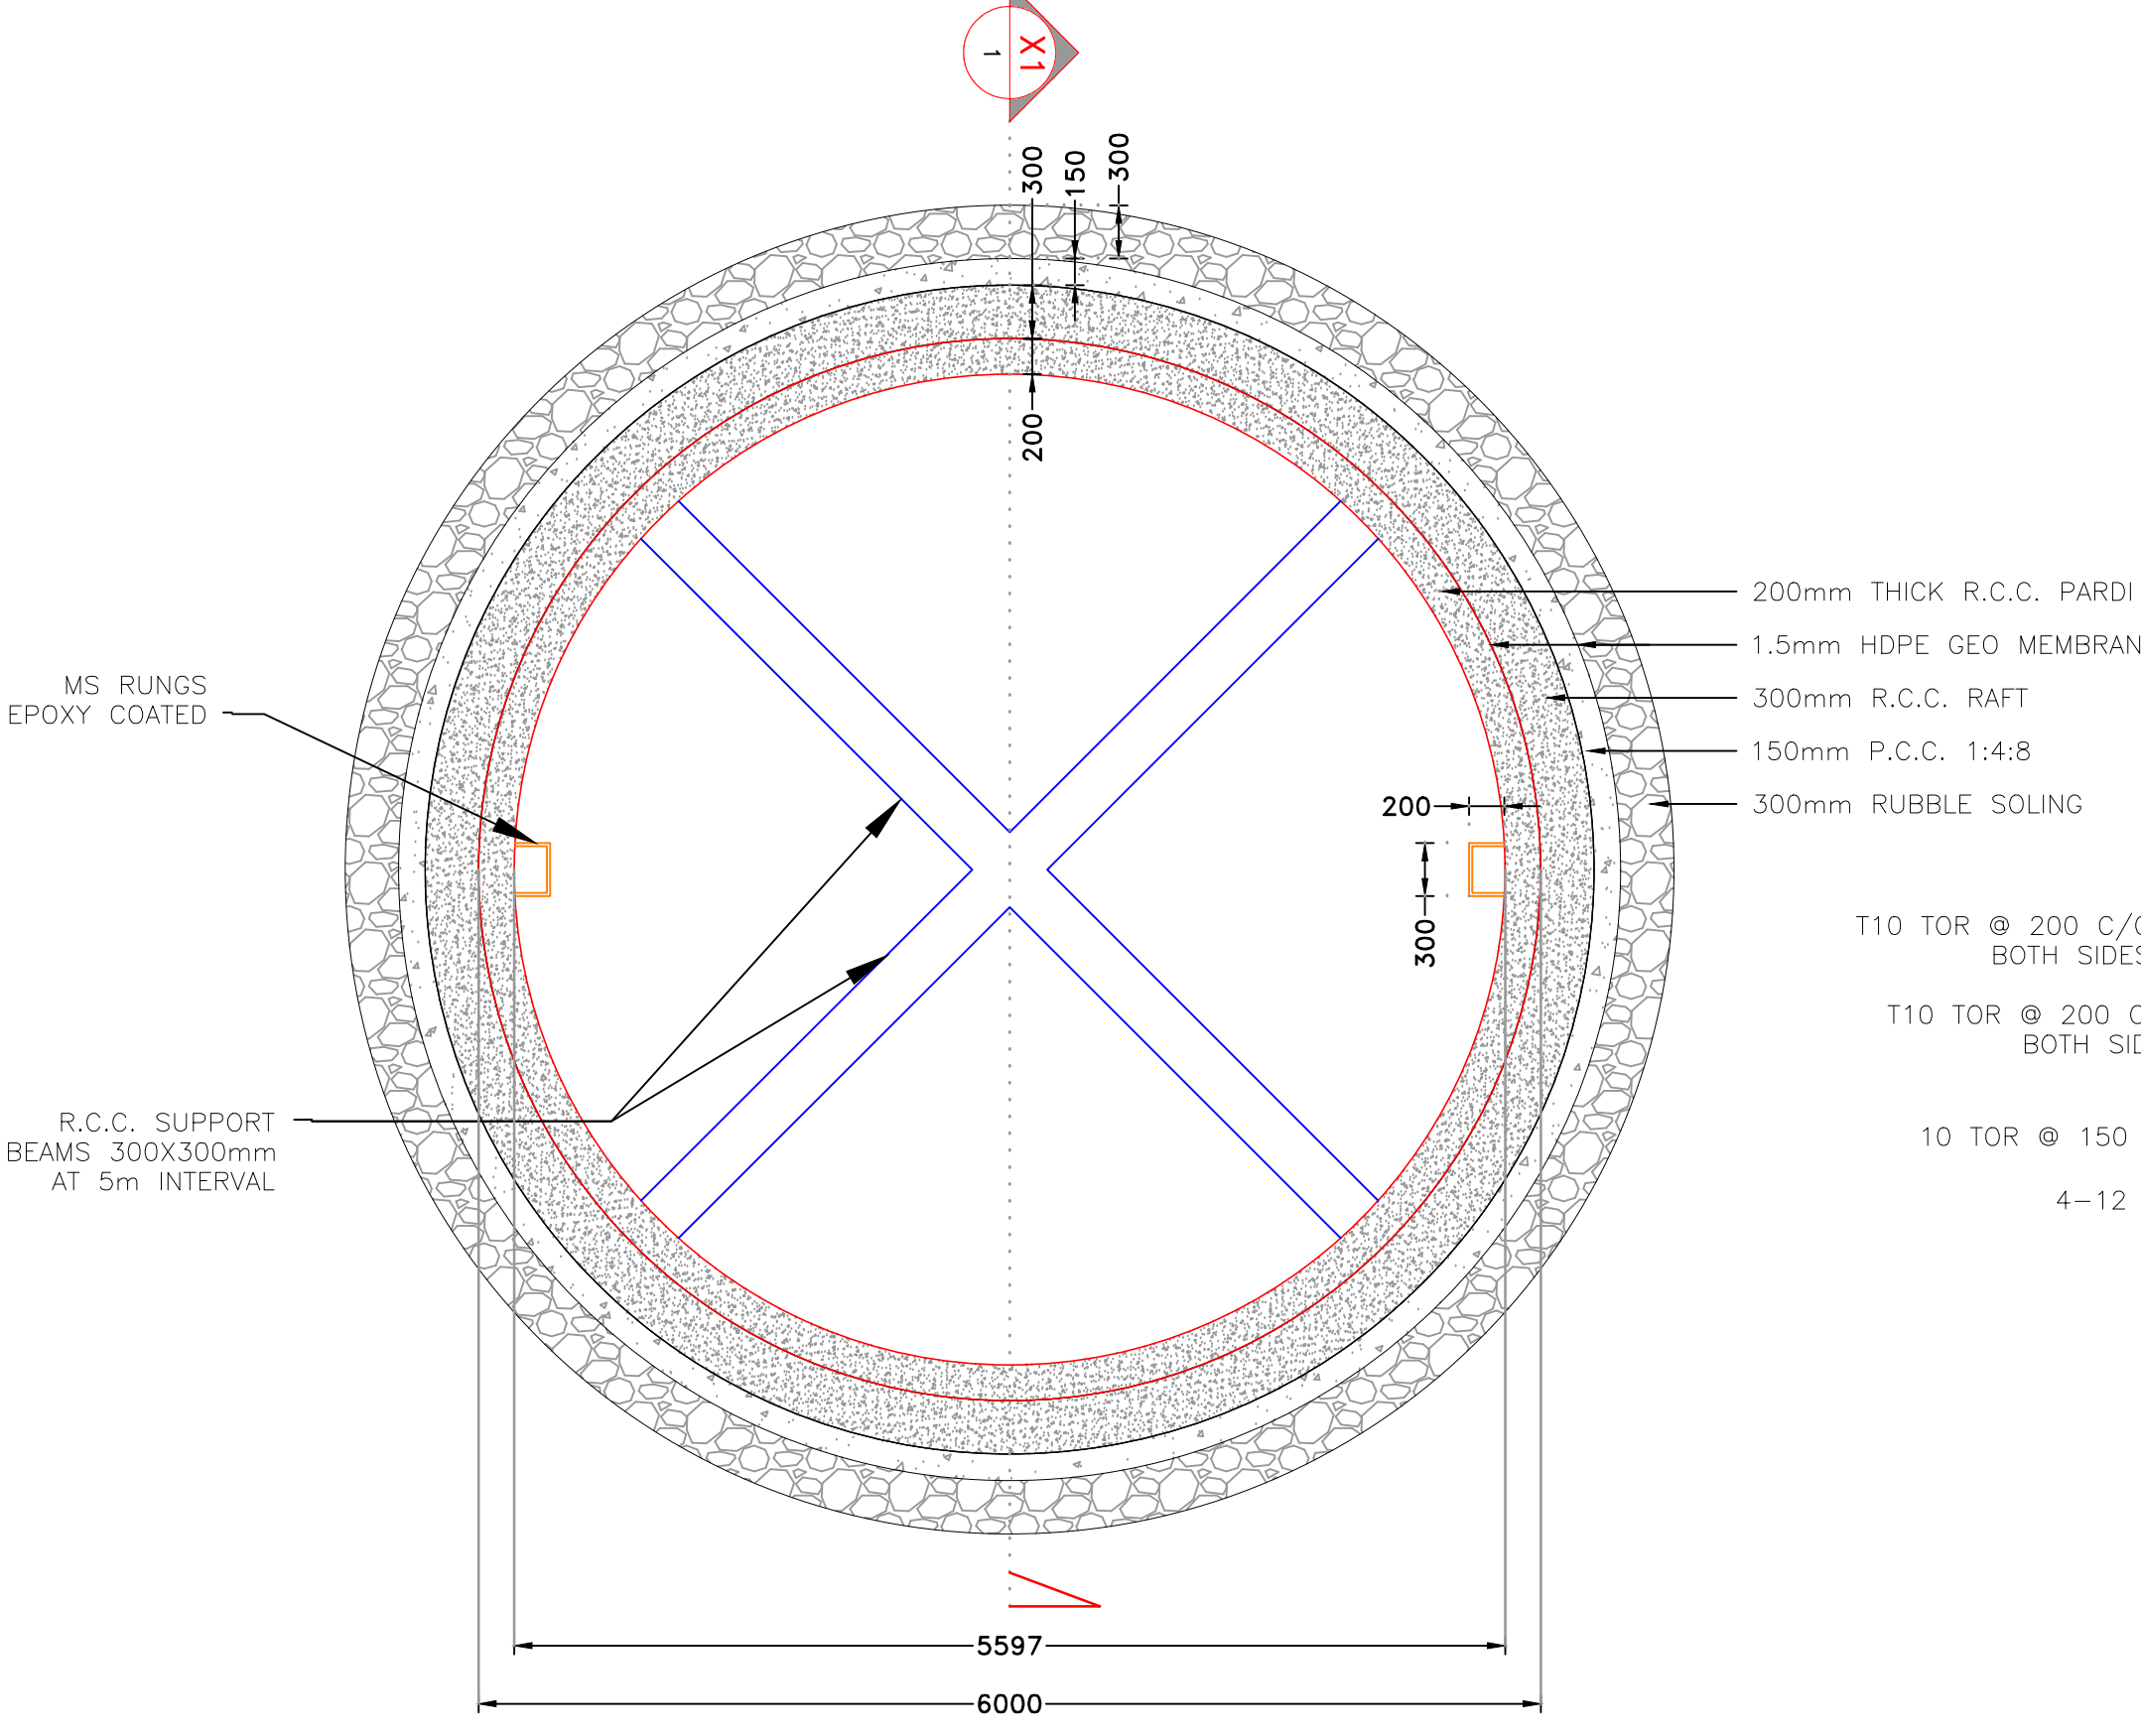 X1
1
300
150
300
200
200mm THICK R.C.C. PARDI
1.5mm HDPE GEO MEMBRAN
300mm R.C.C. RAFT
150mm P.C.C. 1:4:8
300mm RUBBLE SOLING
MS RUNGS
EPOXY COATED
200
300
T10 TOR @ 200 C/C
BOTH SIDES
T10 TOR @ 200 C
BOTH SID
R.C.C. SUPPORT
BEAMS 300X300mm
AT 5m INTERVAL
10 TOR @ 150
4-12
5597
6000